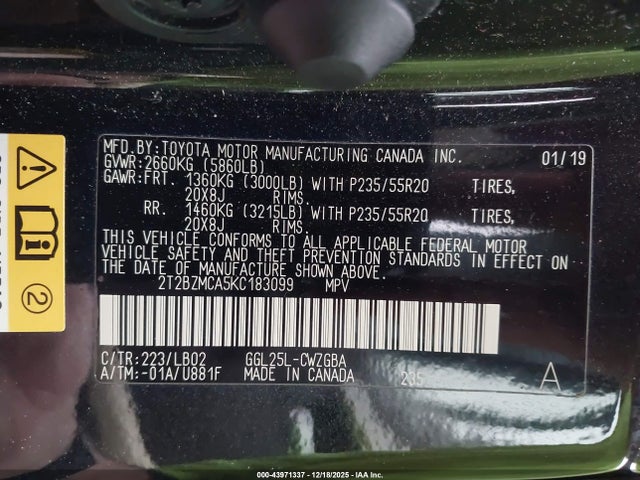 MFD.BY:TOYOTA MOTOR MANUFACTURING CANADA INC. 01/19
GVWR:2660KG (5860LB)
GAWR:FRT. 1360KG (3000LB) WITH P235/55R20 TIRES,
20X8J RIMS.
RR. 1460KG (3215LB) WITH P235/55R20 TIRES,
20X8J RIMS.
THIS VEHICLE CONFORMS TO ALL APPLICABLE FEDERAL MOTOR
VEHICLE SAFETY AND THEFT PREVENTION STANDARDS IN EFFECT ON
THE DATE OF MANUFACTURE SHOWN ABOVE.
2T2BZMCA5KC183099 MPV
C/TR:223/LB02 GGL25L-CWZGBA
A/TM:-01A/U881F MADE IN CANADA 235 A
2
000-43971337 - 12/18/2025 - IAA Inc.